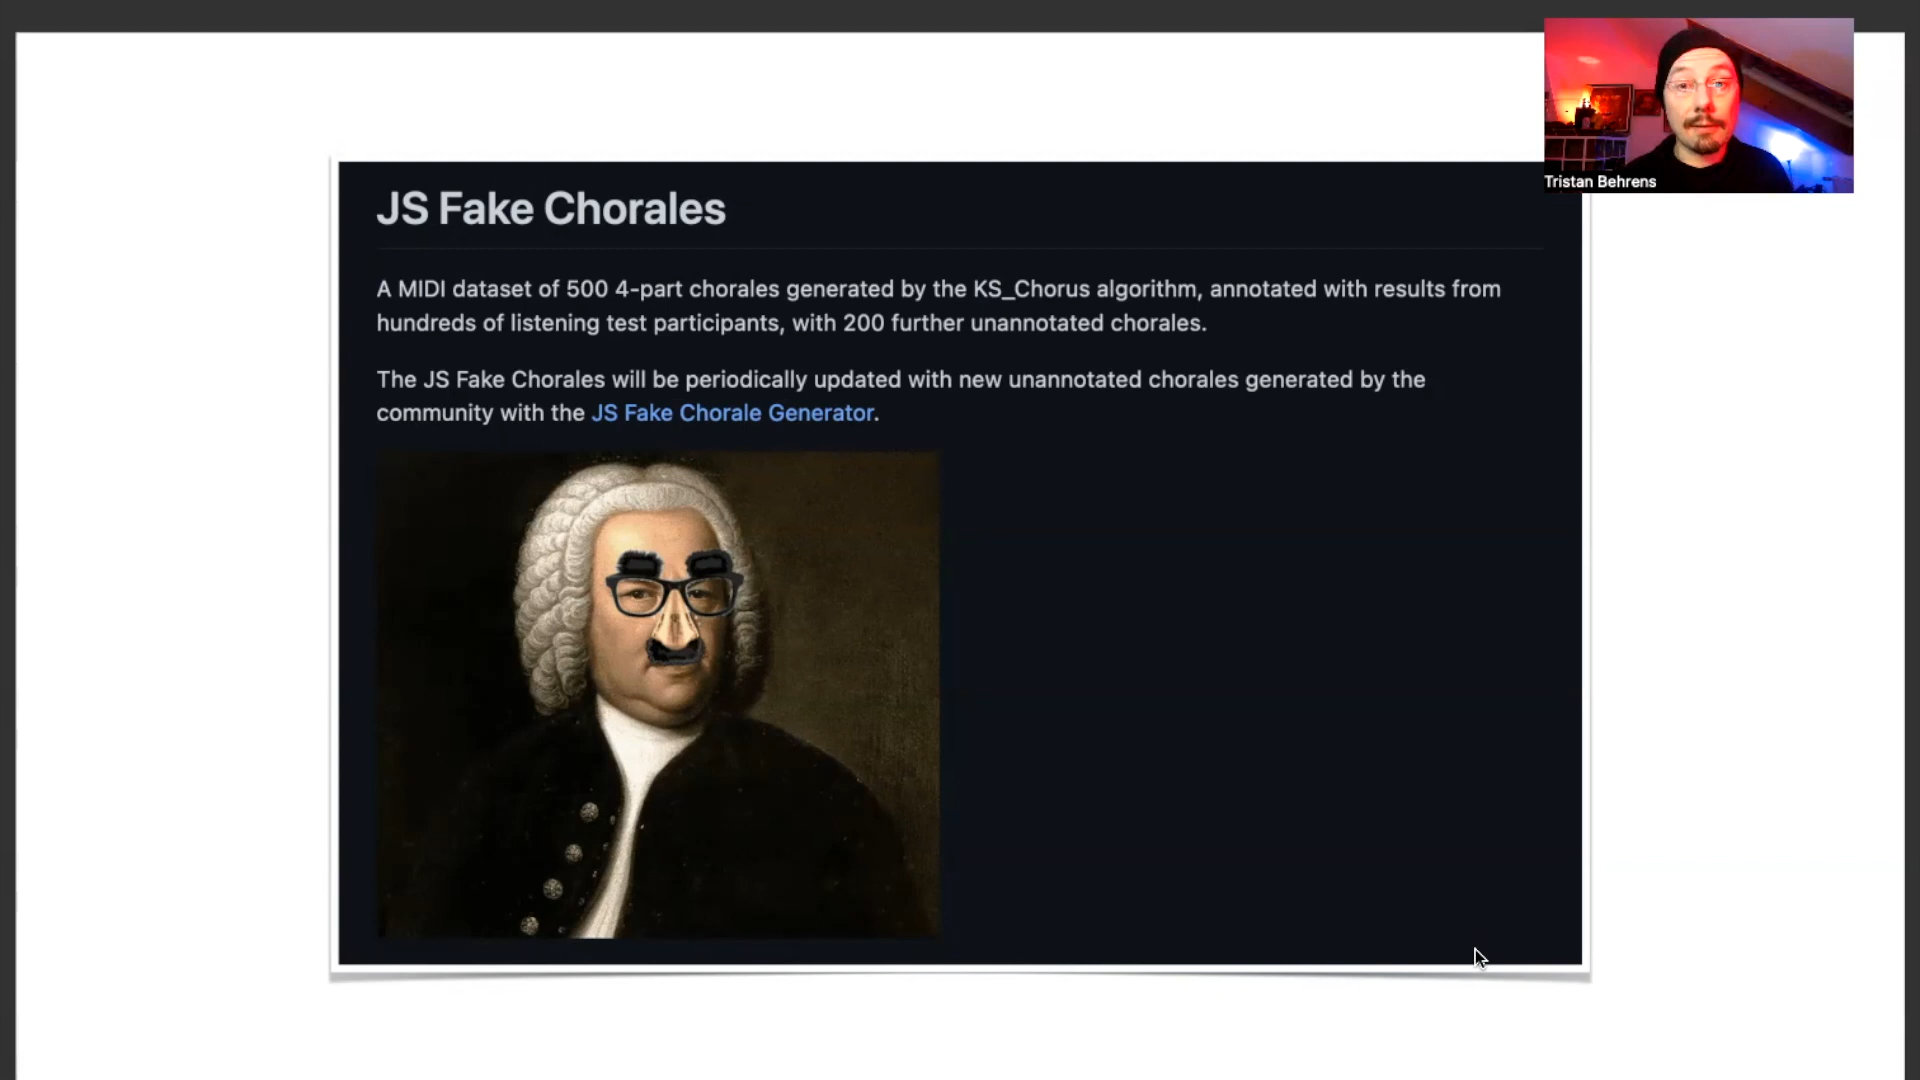 Tristan Behrens
JS Fake Chorales
A MIDI dataset of 500 4-part chorales generated by the KS_Chorus algorithm, annotated with results from
hundreds of listening test participants, with 200 further unannotated chorales.
The JS Fake Chorales will be periodically updated with new unannotated chorales generated by the
community with the JS Fake Chorale Generator.